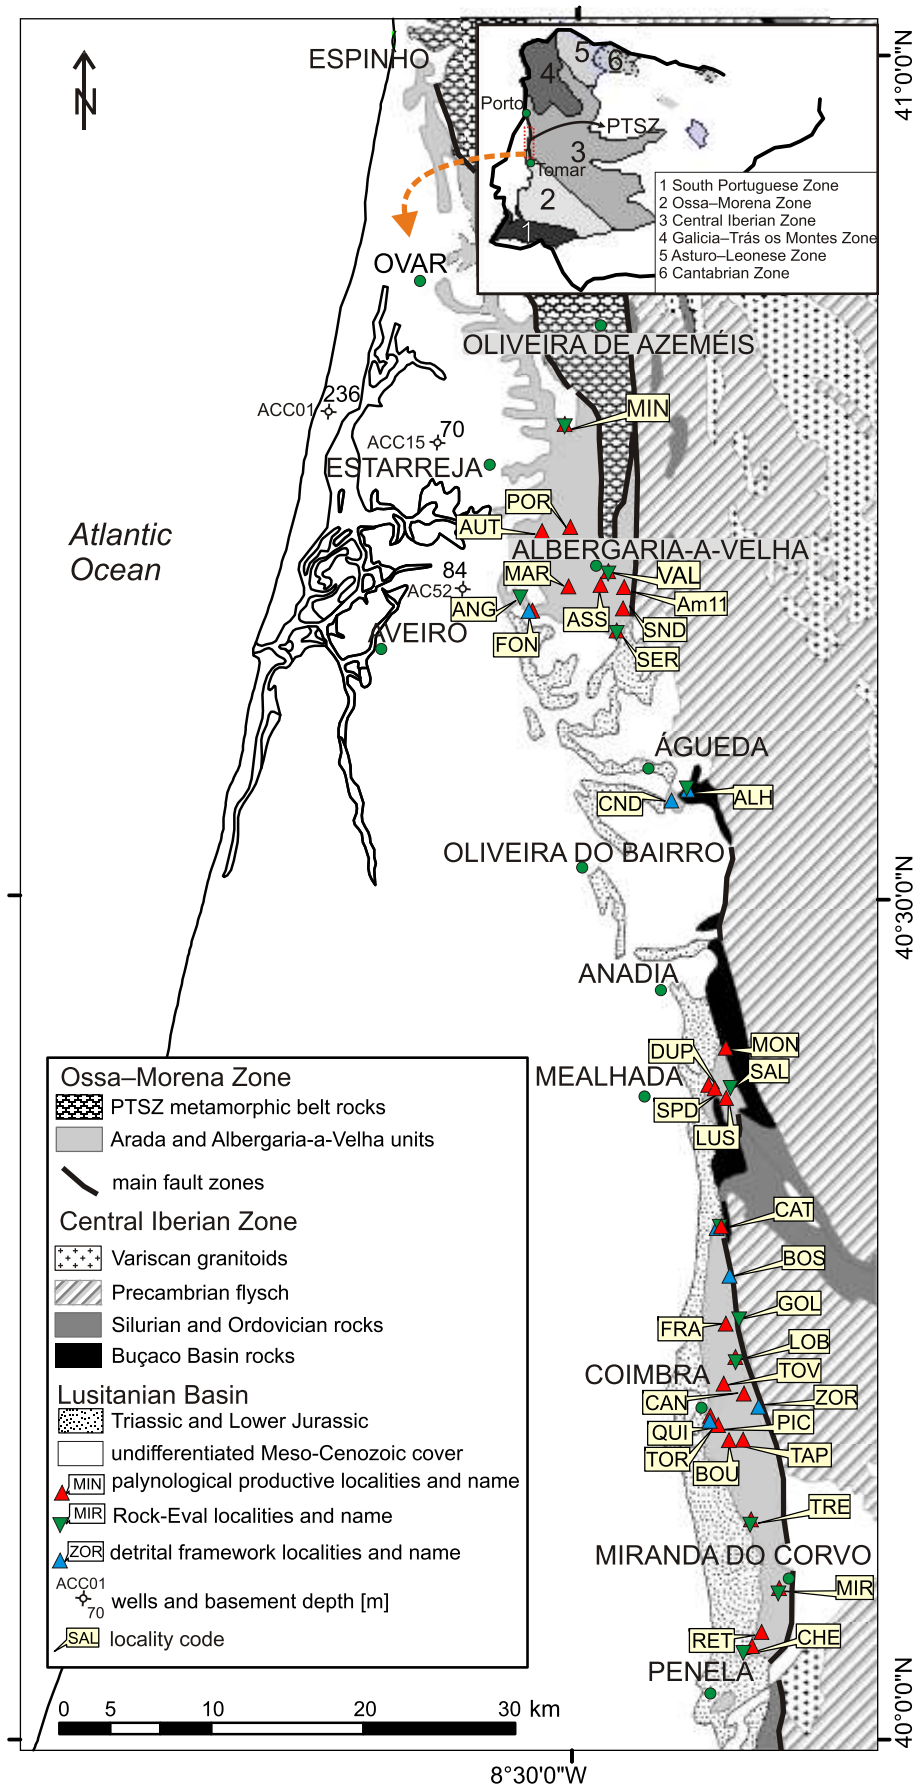 ESPINHO
N
41°0'0"N
5
6
4
Porto
PTSZ
3
Tomar
2
1
1 South Portuguese Zone
2 Ossa–Morena Zone
3 Central Iberian Zone
4 Galicia–Trás os Montes Zone
5 Asturo–Leonese Zone
6 Cantabrian Zone
OVAR
OLIVEIRA DE AZEMÉIS
236
ACC01
MIN
70
ACC15
ESTARREJA
POR
AUT
Atlantic
Ocean
ALBERGARIA-A-VELHA
84
MAR
VAL
AC52
Am11
ANG
ASS
SND
AVEIRO
FON
SER
ÁGUEDA
CND
ALH
OLIVEIRA DO BAIRRO
40°30'0"N
ANADIA
DUP
MON
MEALHADA
SAL
SPD
LUS
CAT
BOS
GOL
FRA
LOB
COIMBRA
TOV
CAN
ZOR
QUI
PIC
TOR
BOU
TAP
TRE
MIRANDA DO CORVO
MIR
RET
CHE
PENELA
40°0'0"N
Ossa–Morena Zone
PTSZ metamorphic belt rocks
Arada and Albergaria-a-Velha units
main fault zones
Central Iberian Zone
Variscan granitoids
Precambrian flysch
Silurian and Ordovician rocks
Buçaco Basin rocks
Lusitanian Basin
Triassic and Lower Jurassic
undifferentiated Meso-Cenozoic cover
MIN palynological productive localities and name
MIR Rock-Eval localities and name
ZOR detrital framework localities and name
ACC01
70
wells and basement depth [m]
SAL locality code
0 5 10 20 30 km
8°30'0"W